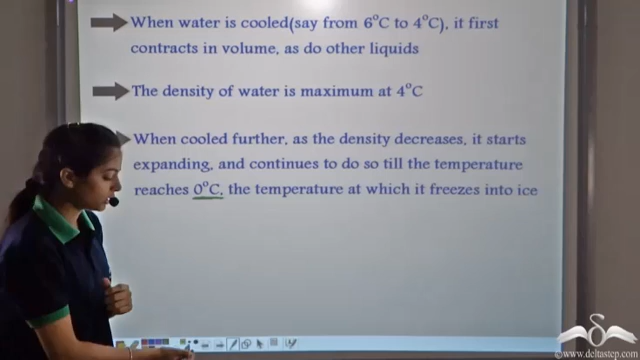 When water is cooled(say from 6°C to 4°C), it first
contracts in volume, as do other liquids
The density of water is maximum at 4°C
When cooled further, as the density decreases, it starts
expanding, and continues to do so till the temperature
reaches 0°C, the temperature at which it freezes into ice
©www.deltastep.com